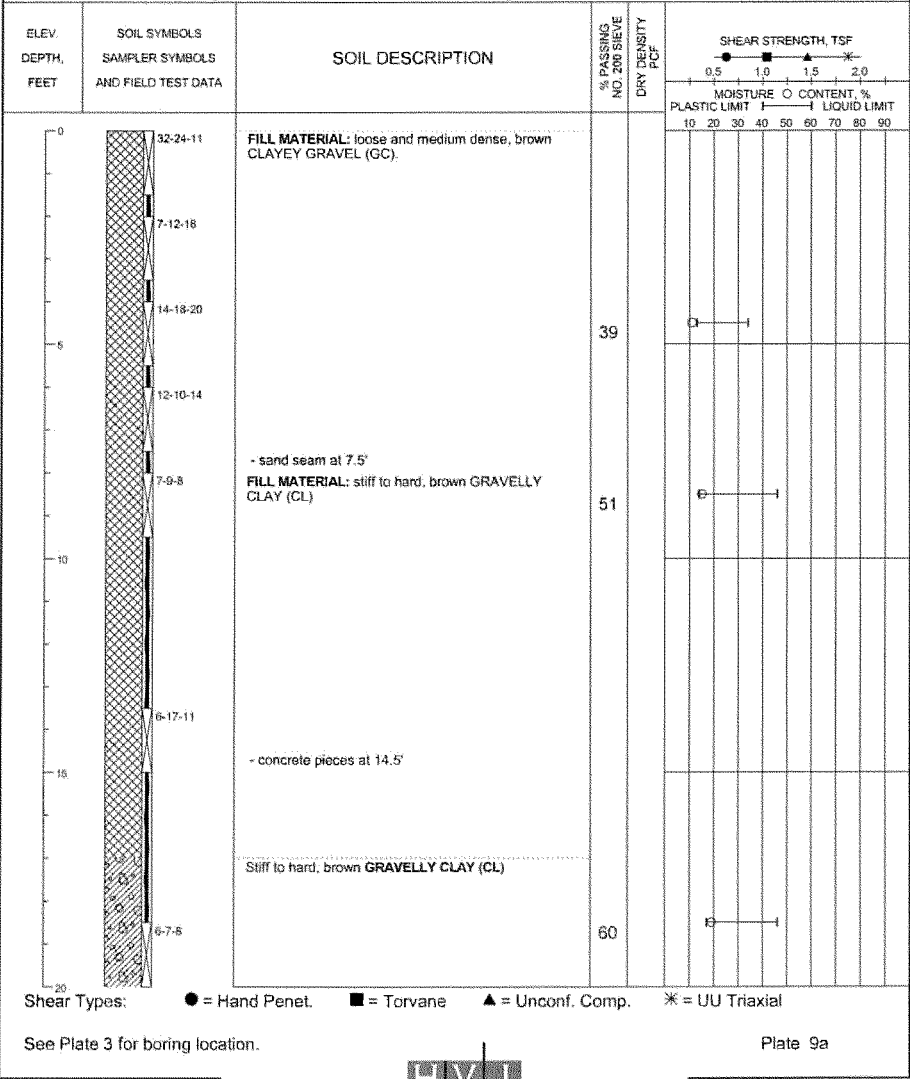 ELEV.
DEPTH,
FEET
SOIL SYMBOLS
SAMPLER SYMBOLS
AND FIELD TEST DATA
SOIL DESCRIPTION
% PASSING
NO. 200 SIEVE
DRY DENSITY
PCF
SHEAR STRENGTH, TSF
0.5 1.0 1.5 2.0
MOISTURE O CONTENT, %
PLASTIC LIMIT LIQUID LIMIT
10 20 30 40 50 60 70 80 90
0
32-24-11
FILL MATERIAL: loose and medium dense, brown
CLAYEY GRAVEL (GC).
7-12-18
14-18-20
39
5
12-10-14
- sand seam at 7.5'
7-9-8
FILL MATERIAL: stiff to hard, brown GRAVELLY
CLAY (CL)
51
10
6-17-11
- concrete pieces at 14.5'
15
Stiff to hard, brown GRAVELLY CLAY (CL)
6-7-8
60
20
Shear Types: ● = Hand Penet. ■ = Torvane ▲ = Unconf. Comp. ✳ = UU Triaxial
See Plate 3 for boring location.
Plate 9a